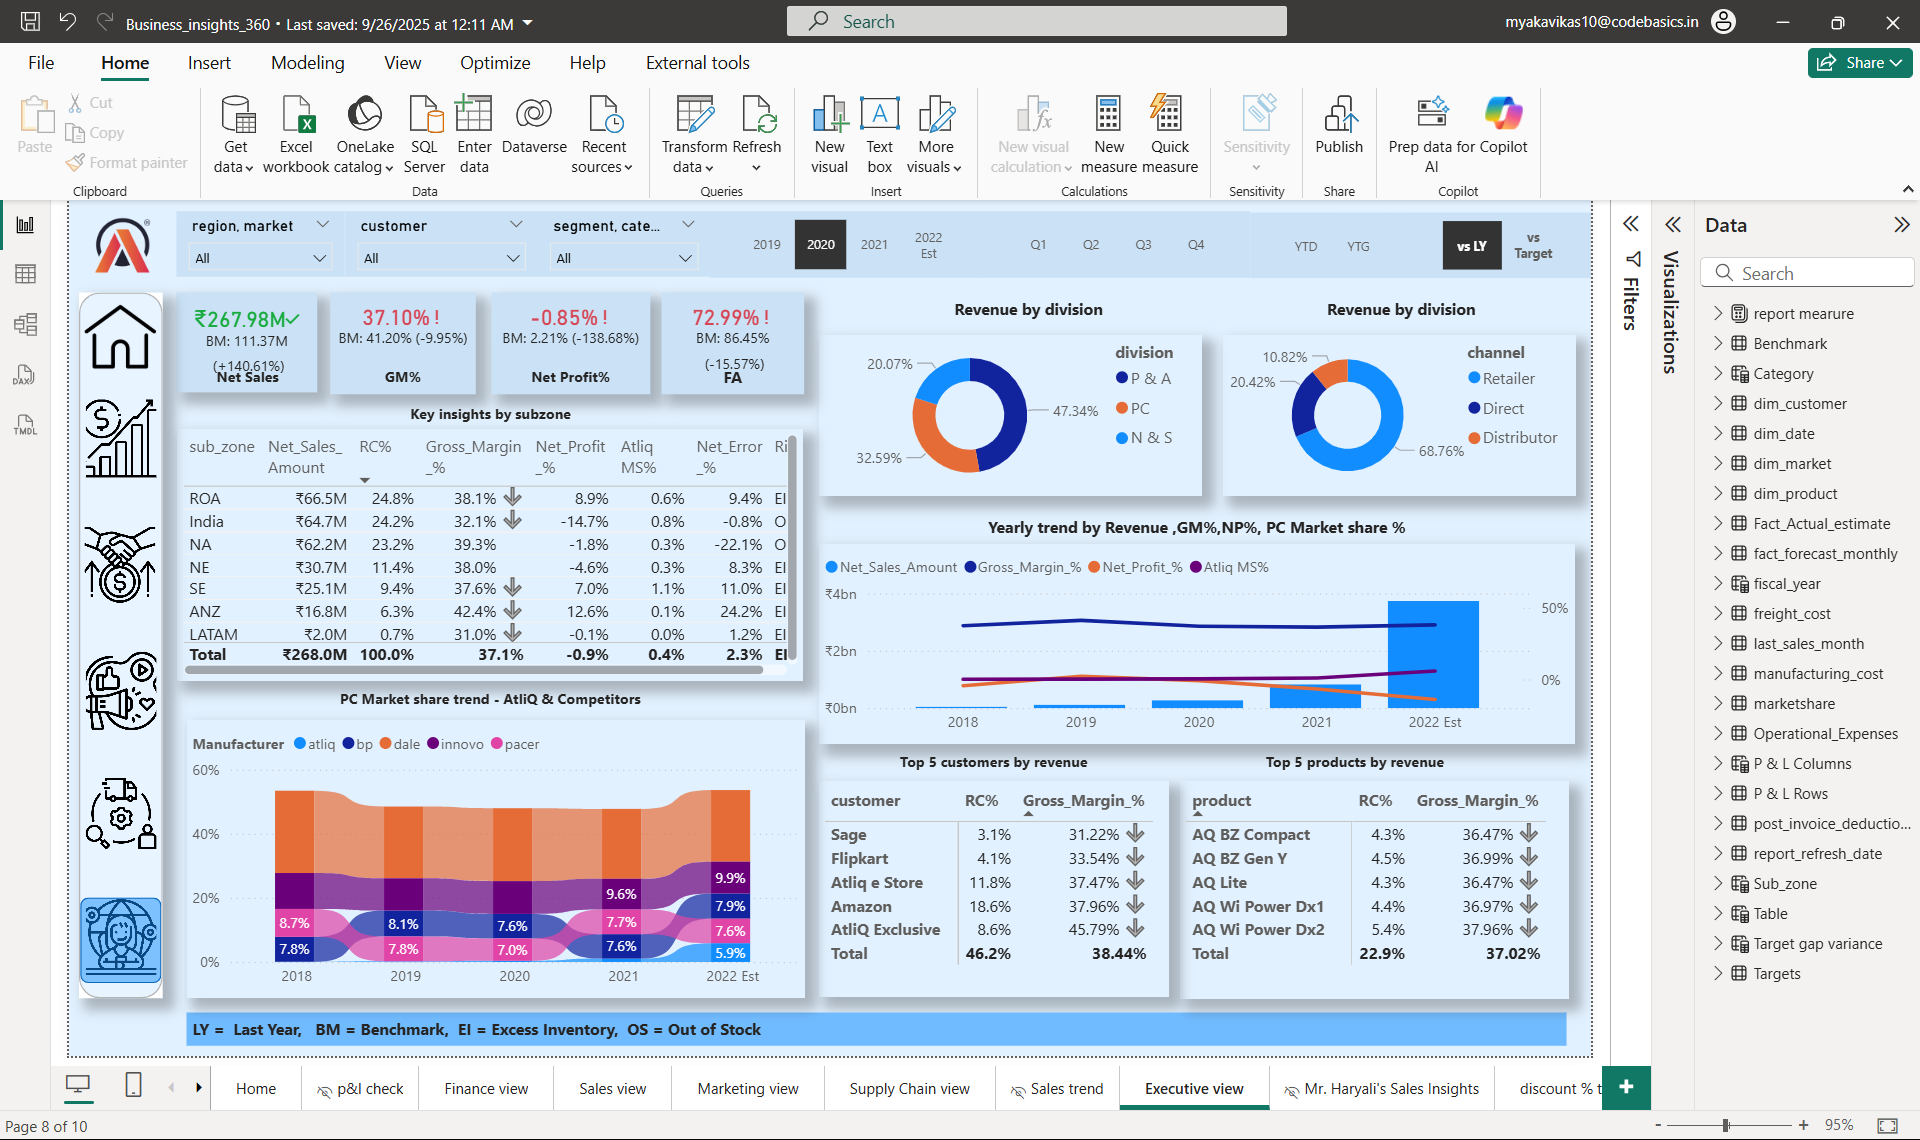 Business_insights_360 • Last saved: 9/26/2025 at 12:11 AM
Search
myakavikas10@codebasics.in
File
Home
Insert
Modeling
View
Optimize
Help
External tools
Share
Paste
Cut
Copy
Format painter
Clipboard
Get data
Excel workbook
OneLake catalog
SQL Server
Enter data
Dataverse
Recent sources
Data
Transform data
Refresh
Queries
New visual
Text box
More visuals
Insert
New visual calculation
New measure
Quick measure
Calculations
Sensitivity
Sensitivity
Publish
Share
Prep data for AI
Copilot
Copilot
region, market
All
customer
All
segment, cate...
All
2019
2020
2021
2022 Est
Q1
Q2
Q3
Q4
YTD
YTG
vs LY
vs Target
₹267.98M
BM: 111.37M
(+140.61%)
Net Sales
37.10% !
BM: 41.20% (-9.95%)
GM%
-0.85% !
BM: 2.21% (-138.68%)
Net Profit%
72.99% !
BM: 86.45%
(-15.57%)
FA
Key insights by subzone
sub_zone Net_Sales_Amount RC% Gross_Margin_% Net_Profit_% Atliq MS% Net_Error_% Ri
ROA ₹66.5M 24.8% 38.1% 8.9% 0.6% 9.4% EI
India ₹64.7M 24.2% 32.1% -14.7% 0.8% -0.8% O
NA ₹62.2M 23.2% 39.3% -1.8% 0.3% -22.1% O
NE ₹30.7M 11.4% 38.0% -4.6% 0.3% 8.3% EI
SE ₹25.1M 9.4% 37.6% 7.0% 1.1% 11.0% EI
ANZ ₹16.8M 6.3% 42.4% 12.6% 0.1% 24.2% EI
LATAM ₹2.0M 0.7% 31.0% -0.1% 0.0% 1.2% EI
Total ₹268.0M 100.0% 37.1% -0.9% 0.4% 2.3% EI
PC Market share trend - AtliQ & Competitors
Manufacturer atliq bp dale innovo pacer
60%
40%
20%
0%
8.7%
7.8%
8.1%
7.8%
7.6%
7.0%
9.6%
7.7%
7.6%
9.9%
7.9%
7.6%
5.9%
2018 2019 2020 2021 2022 Est
Revenue by division
20.07%
47.34%
32.59%
division
P & A
PC
N & S
Revenue by division
10.82%
20.42%
68.76%
channel
Retailer
Direct
Distributor
Yearly trend by Revenue ,GM%,NP%, PC Market share %
Net_Sales_Amount Gross_Margin_% Net_Profit_% Atliq MS%
₹4bn
₹2bn
₹0bn
50%
0%
2018 2019 2020 2021 2022 Est
Top 5 customers by revenue
customer RC% Gross_Margin_%
Sage 3.1% 31.22%
Flipkart 4.1% 33.54%
Atliq e Store 11.8% 37.47%
Amazon 18.6% 37.96%
AtliQ Exclusive 8.6% 45.79%
Total 46.2% 38.44%
Top 5 products by revenue
product RC% Gross_Margin_%
AQ BZ Compact 4.3% 36.47%
AQ BZ Gen Y 4.5% 36.99%
AQ Lite 4.3% 36.47%
AQ Wi Power Dx1 4.4% 36.97%
AQ Wi Power Dx2 5.4% 37.96%
Total 22.9% 37.02%
LY = Last Year, BM = Benchmark, EI = Excess Inventory, OS = Out of Stock
Filters
Visualizations
Data
Search
report mearure
Benchmark
Category
dim_customer
dim_date
dim_market
dim_product
Fact_Actual_estimate
fact_forecast_monthly
fiscal_year
freight_cost
last_sales_month
manufacturing_cost
marketshare
Operational_Expenses
P & L Columns
P & L Rows
post_invoice_deductio...
report_refresh_date
Sub_zone
Table
Target gap variance
Targets
DAX
TMDL
Home
p&l check
Finance view
Sales view
Marketing view
Supply Chain view
Sales trend
Executive view
Mr. Haryali's Sales Insights
discount % t
Page 8 of 10
95%